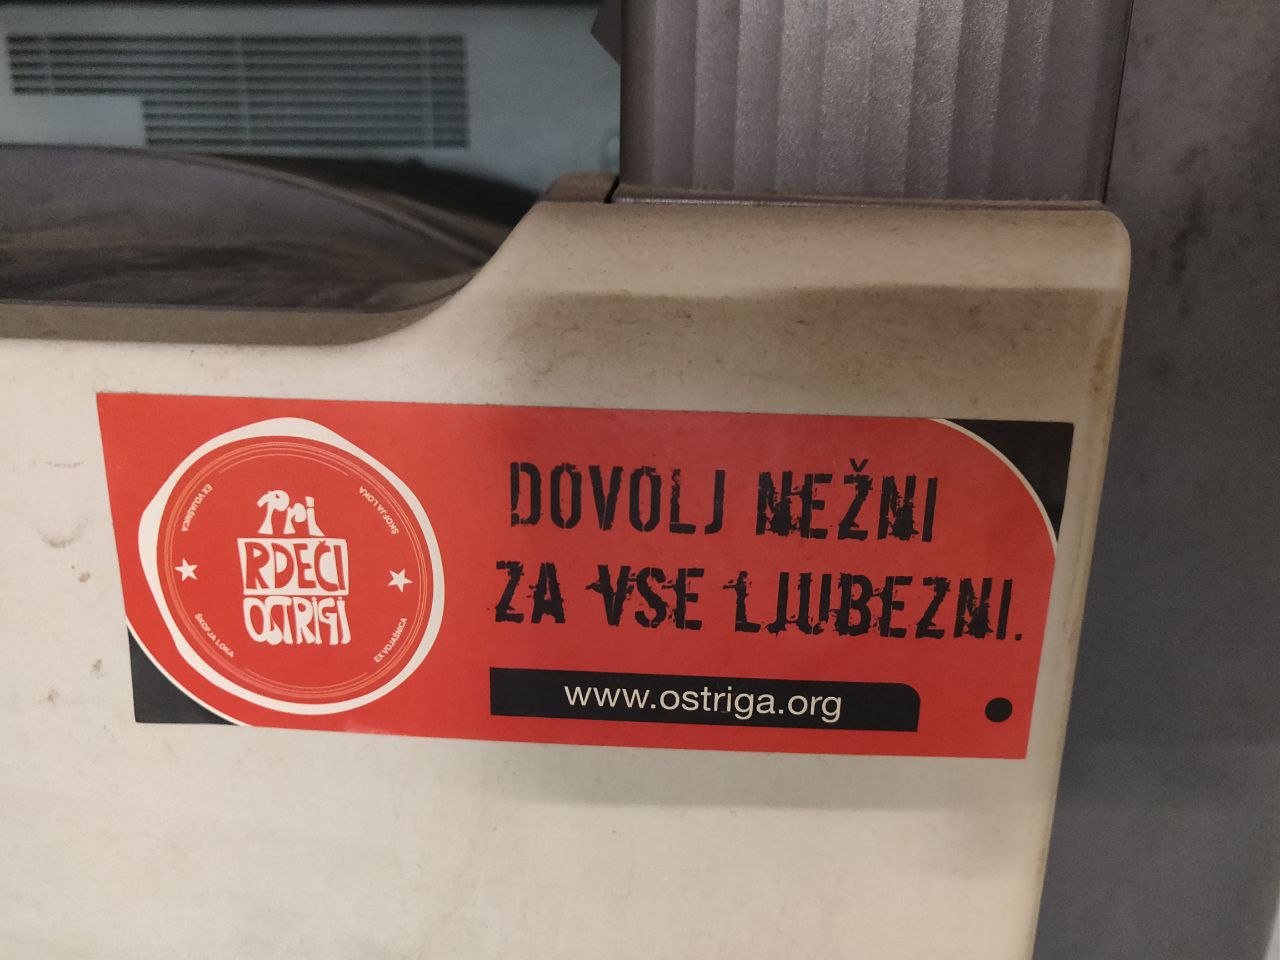 EX VOJAŠNICA
ŠKOFJA LOKA
Pri
RDEČI
OSTRIGI
ŠKOFJA LOKA
EX VOJAŠNICA
DOVOLJ NEŽNI
ZA VSE LJUBEZNI.
www.ostriga.org